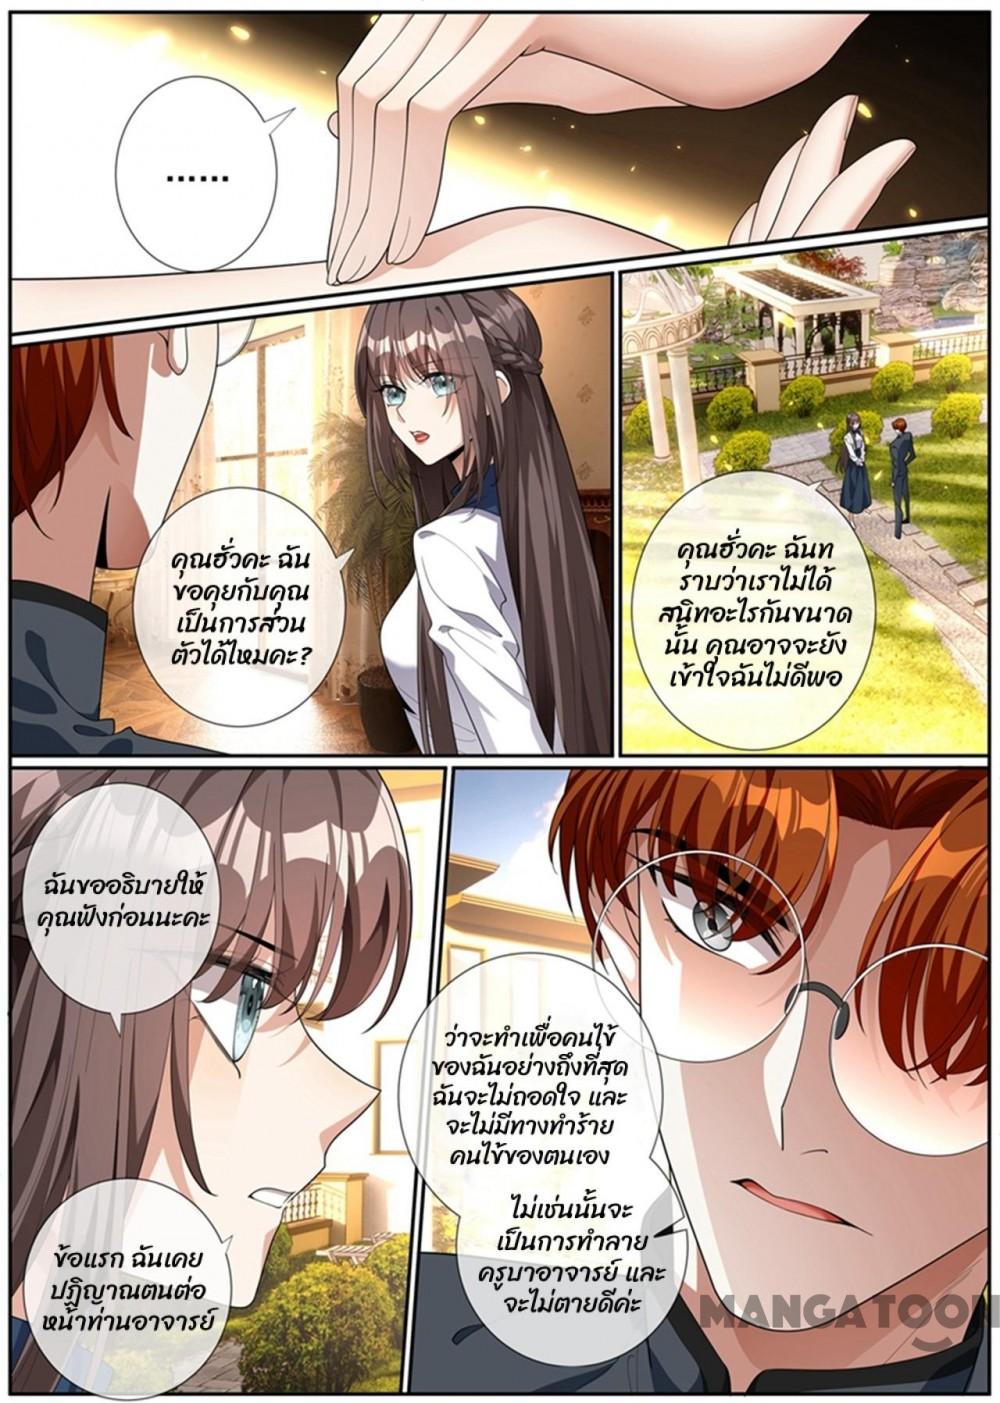 ......
คุณฮั่วคะ ฉัน
ขอคุยกับคุณ
เป็นการส่วน
ตัวได้ไหมคะ?
คุณฮั่วคะ ฉันท
ราบว่าเราไม่ได้
สนิทอะไรกันขนาด
นั้น คุณอาจจะยัง
เข้าใจฉันไม่ดีพอ
ฉันขออธิบายให้
คุณฟังก่อนนะคะ
ข้อแรก ฉันเคย
ปฏิญาณตนต่อ
หน้าท่านอาจารย์
ว่าจะทำเพื่อคนไข้
ของฉันอย่างถึงที่สุด
ฉันจะไม่ถอดใจ และ
จะไม่มีทางทำร้าย
คนไข้ของตนเอง
ไม่เช่นนั้นจะ
เป็นการทำลาย
ครูบาอาจารย์ และ
จะไม่ตายดีค่ะ
MANGATOON